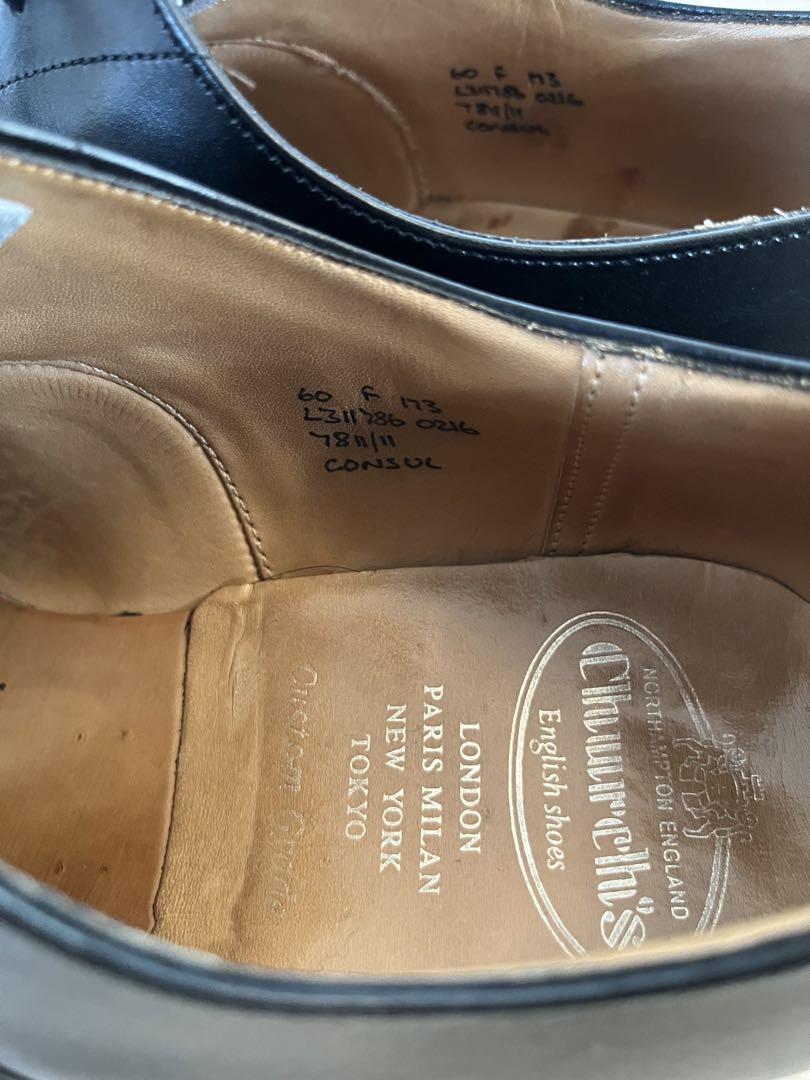 60 F 173
L311786 0216
7811/11
CONSUL
60 F 173
L311786 0216
7811/11
CONSUL
Church's
English shoes
NORTHAMPTON ENGLAND
LONDON
PARIS MILAN
NEW YORK
TOKYO
Custom Grade